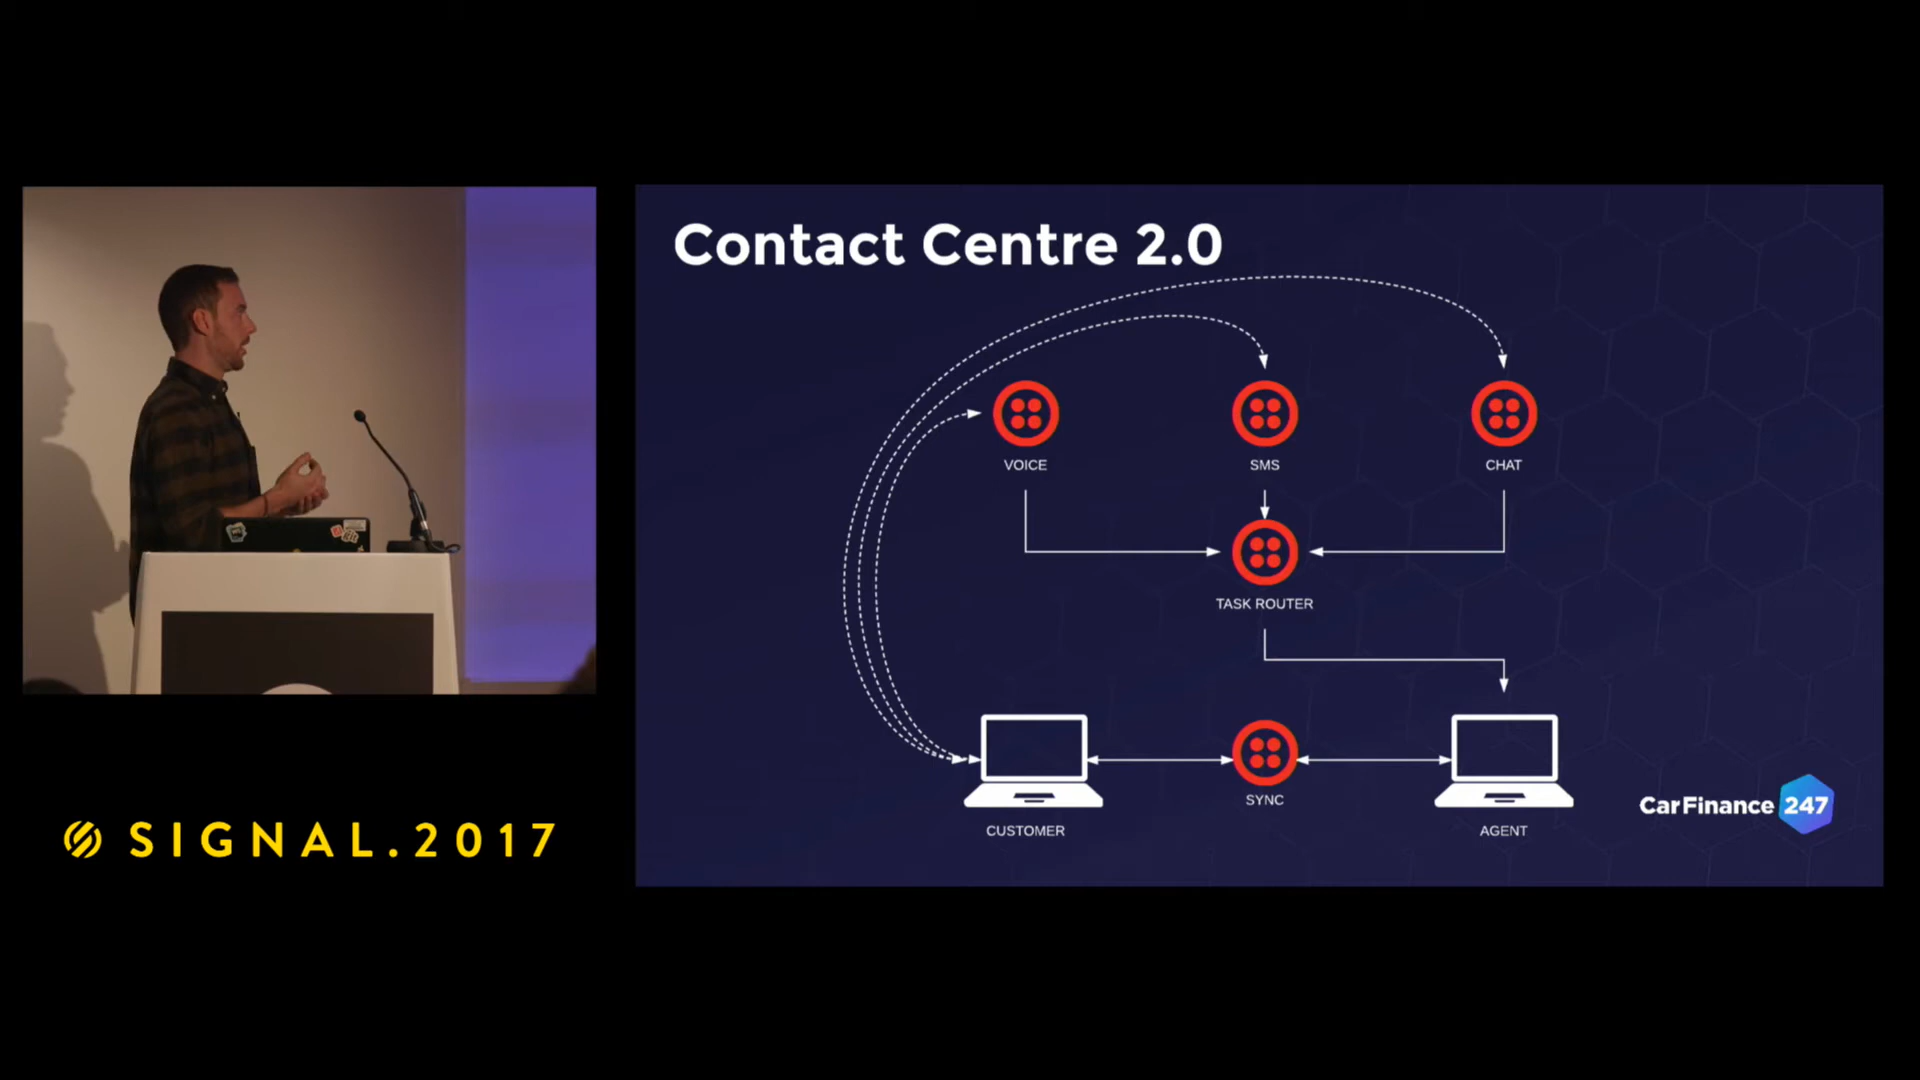 Contact Centre 2.0
VOICE
SMS
CHAT
TASK ROUTER
SYNC
CUSTOMER
AGENT
CarFinance 247
SIGNAL.2017